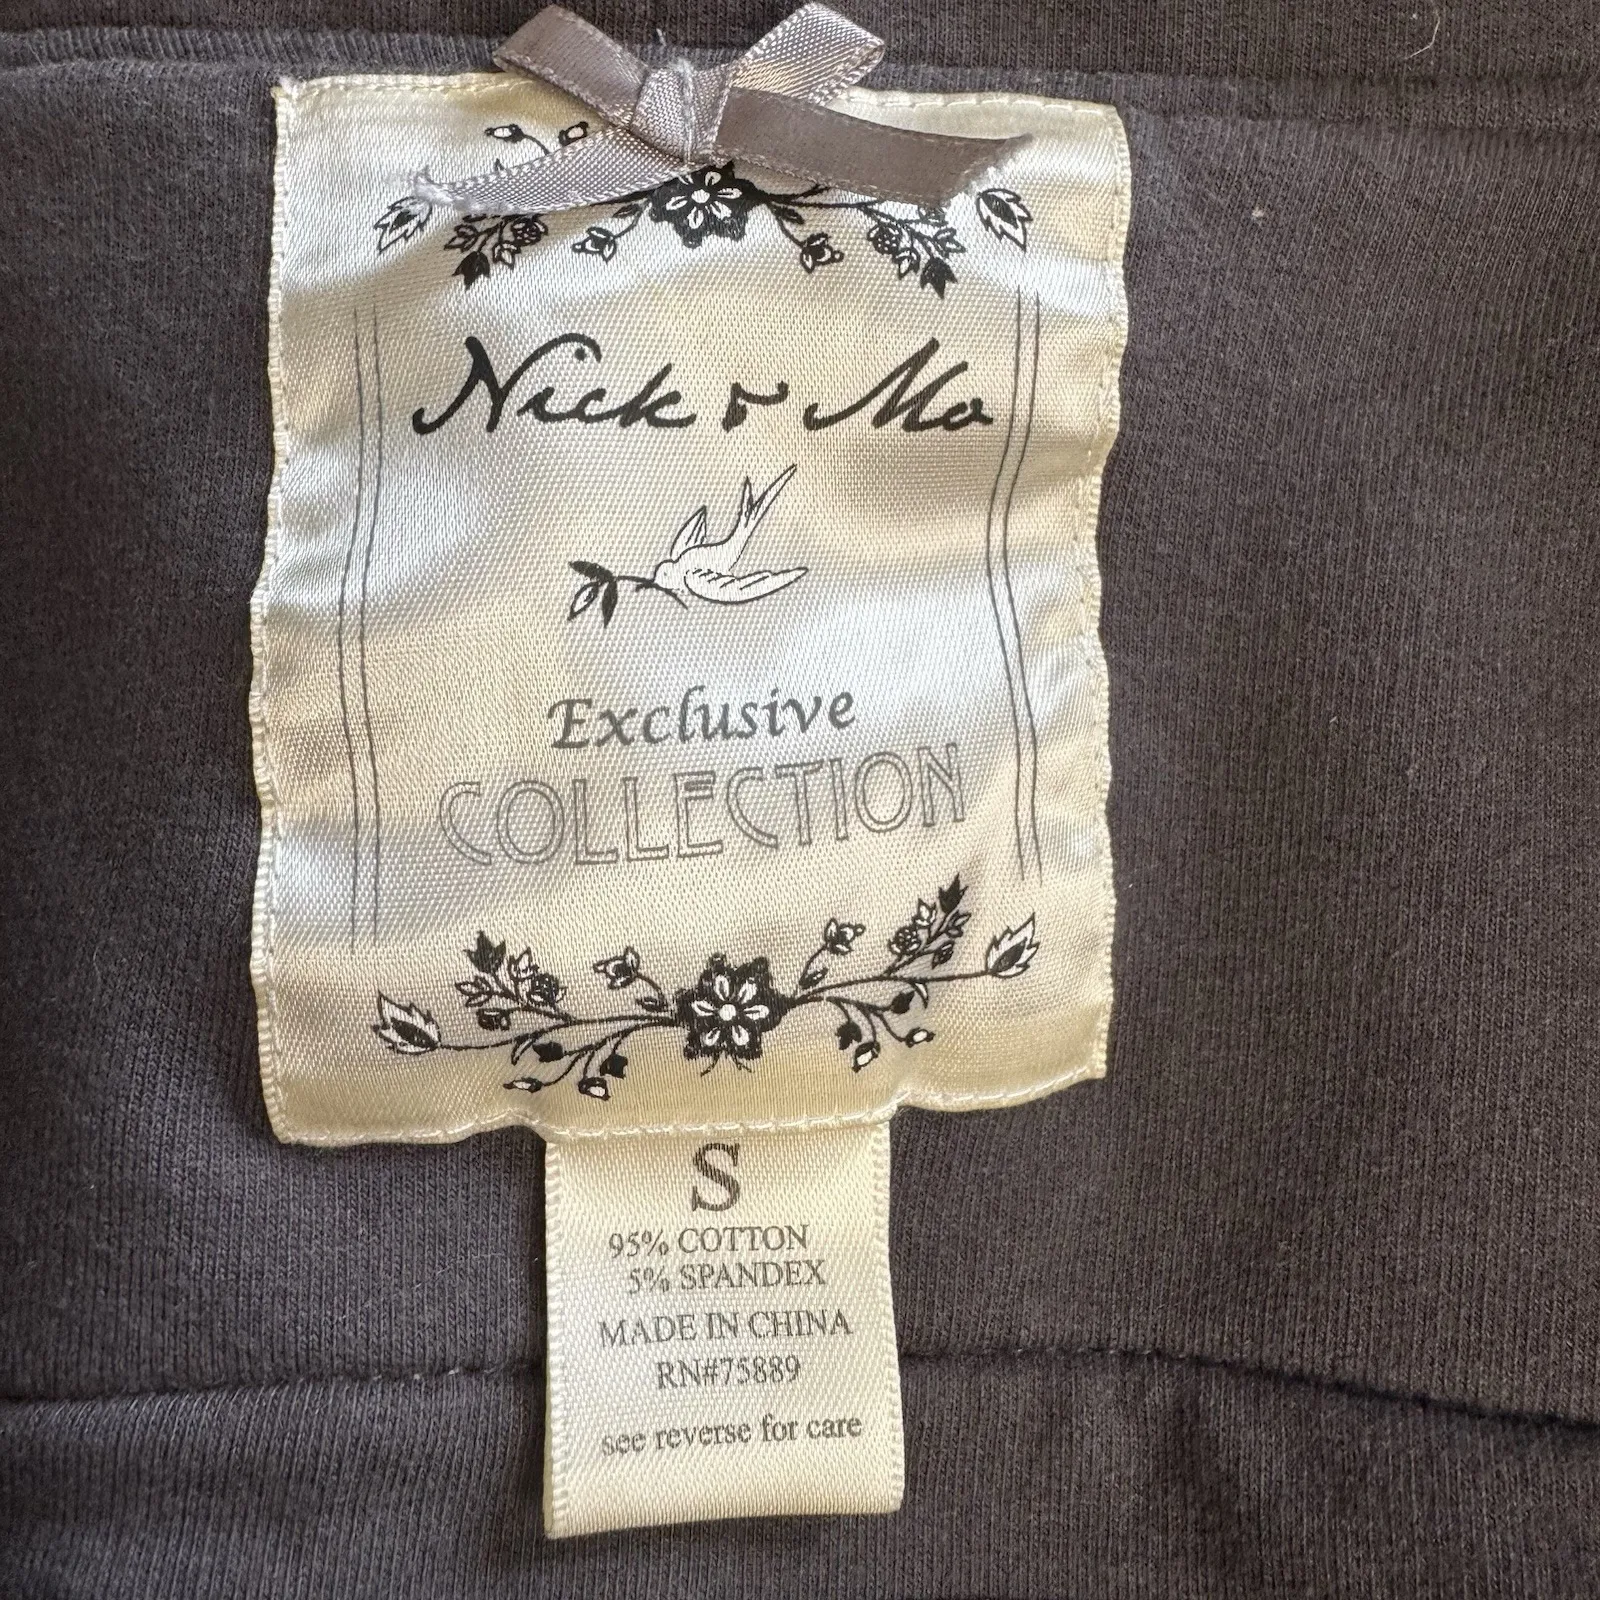 Nick & Mo
Exclusive
COLLECTION
S
95% COTTON
5% SPANDEX
MADE IN CHINA
RN#75889
see reverse for care